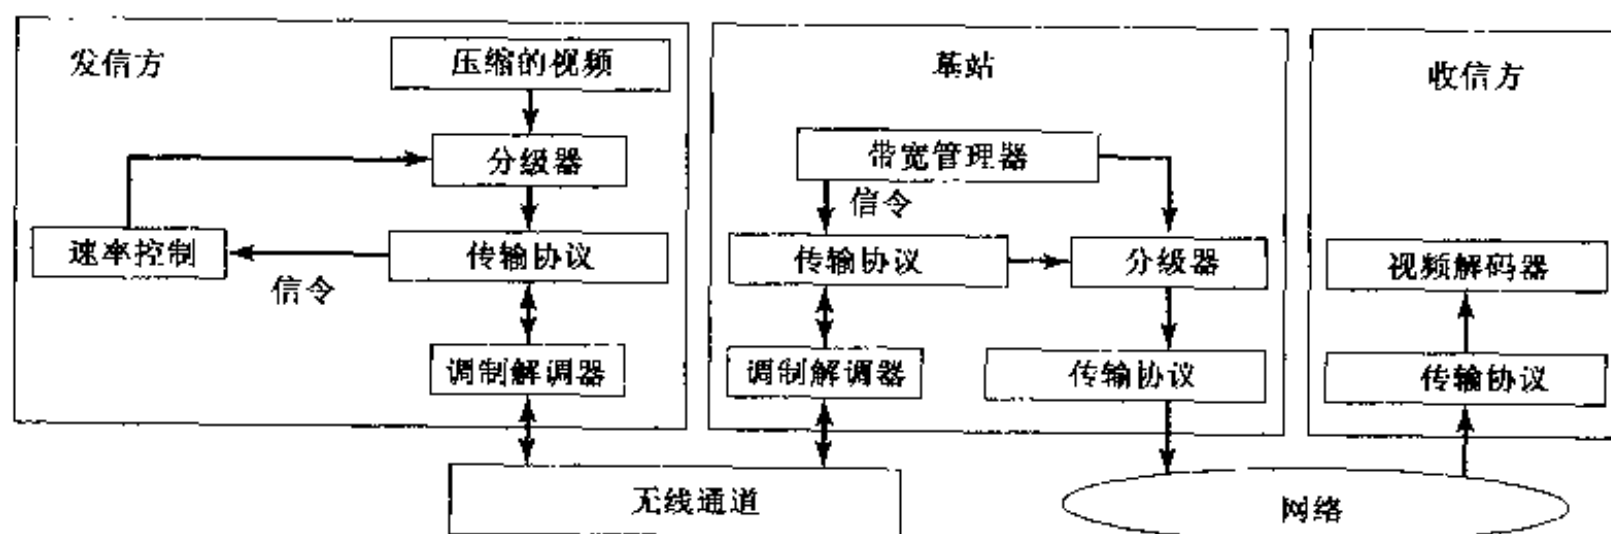 发信方
压缩的视频
分级器
速率控制
传输协议
信令
调制解调器
基站
带宽管理器
信令
传输协议
分级器
调制解调器
传输协议
收信方
视频解码器
传输协议
无线通道
网络